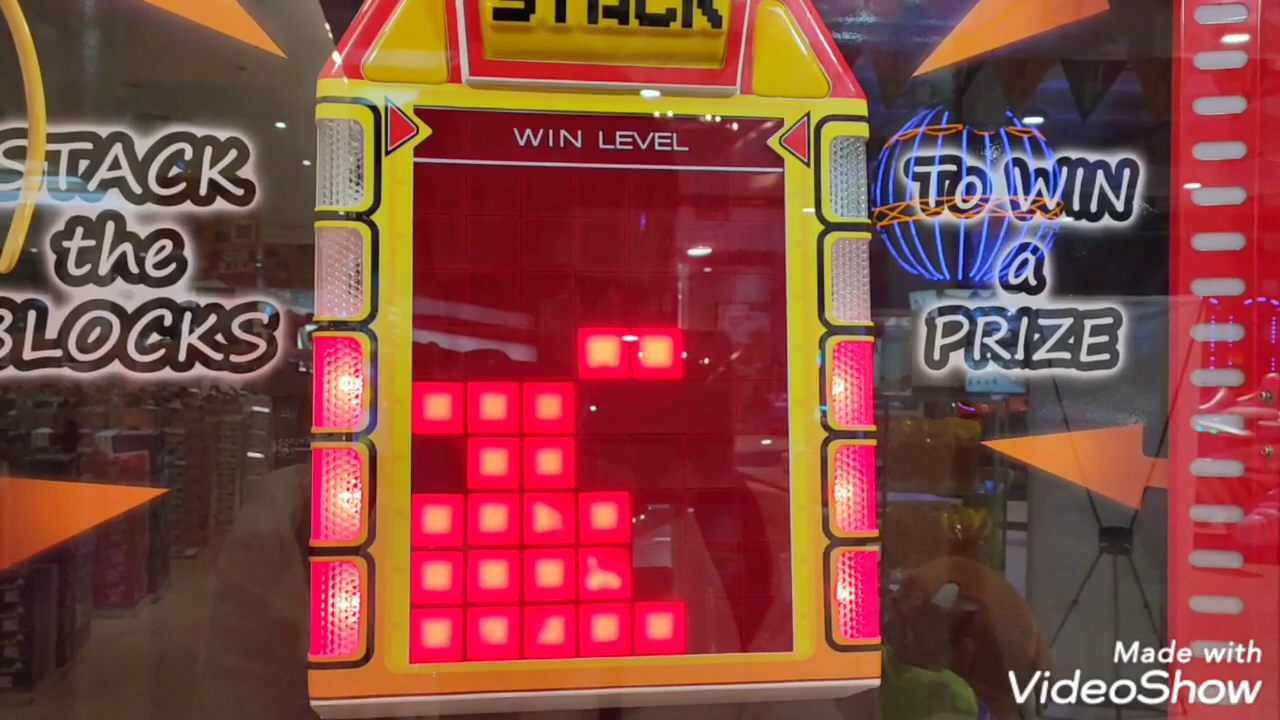 STACK
WIN LEVEL
STACK
the
BLOCKS
To WIN
a
PRIZE
Made with
VideoShow